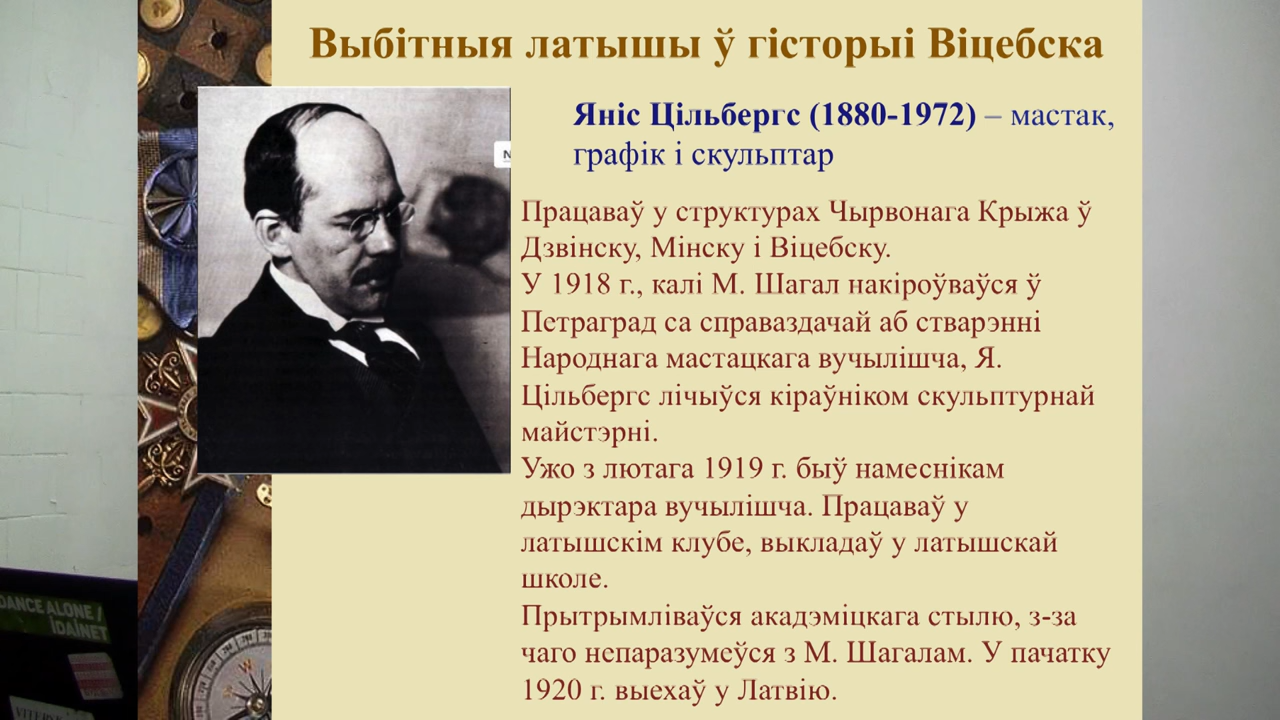 Выбітныя латышы ў гісторыі Віцебска
Яніс Цільбергс (1880-1972) – мастак,
графік і скульптар
Працаваў у структурах Чырвонага Крыжа ў
Дзвінску, Мінску і Віцебску.
У 1918 г., калі М. Шагал накіроўваўся ў
Петраград са справаздачай аб стварэнні
Народнага мастацкага вучылішча, Я.
Цільбергс лічыўся кіраўніком скульптурнай
майстэрні.
Ужо з лютага 1919 г. быў намеснікам
дырэктара вучылішча. Працаваў у
латышскім клубе, выкладаў у латышскай
школе.
Прытрымліваўся акадэміцкага стылю, з-за
чаго непаразумеўся з М. Шагалам. У пачатку
1920 г. выехаў у Латвію.
DANCE ALONE /
IDAĪNET